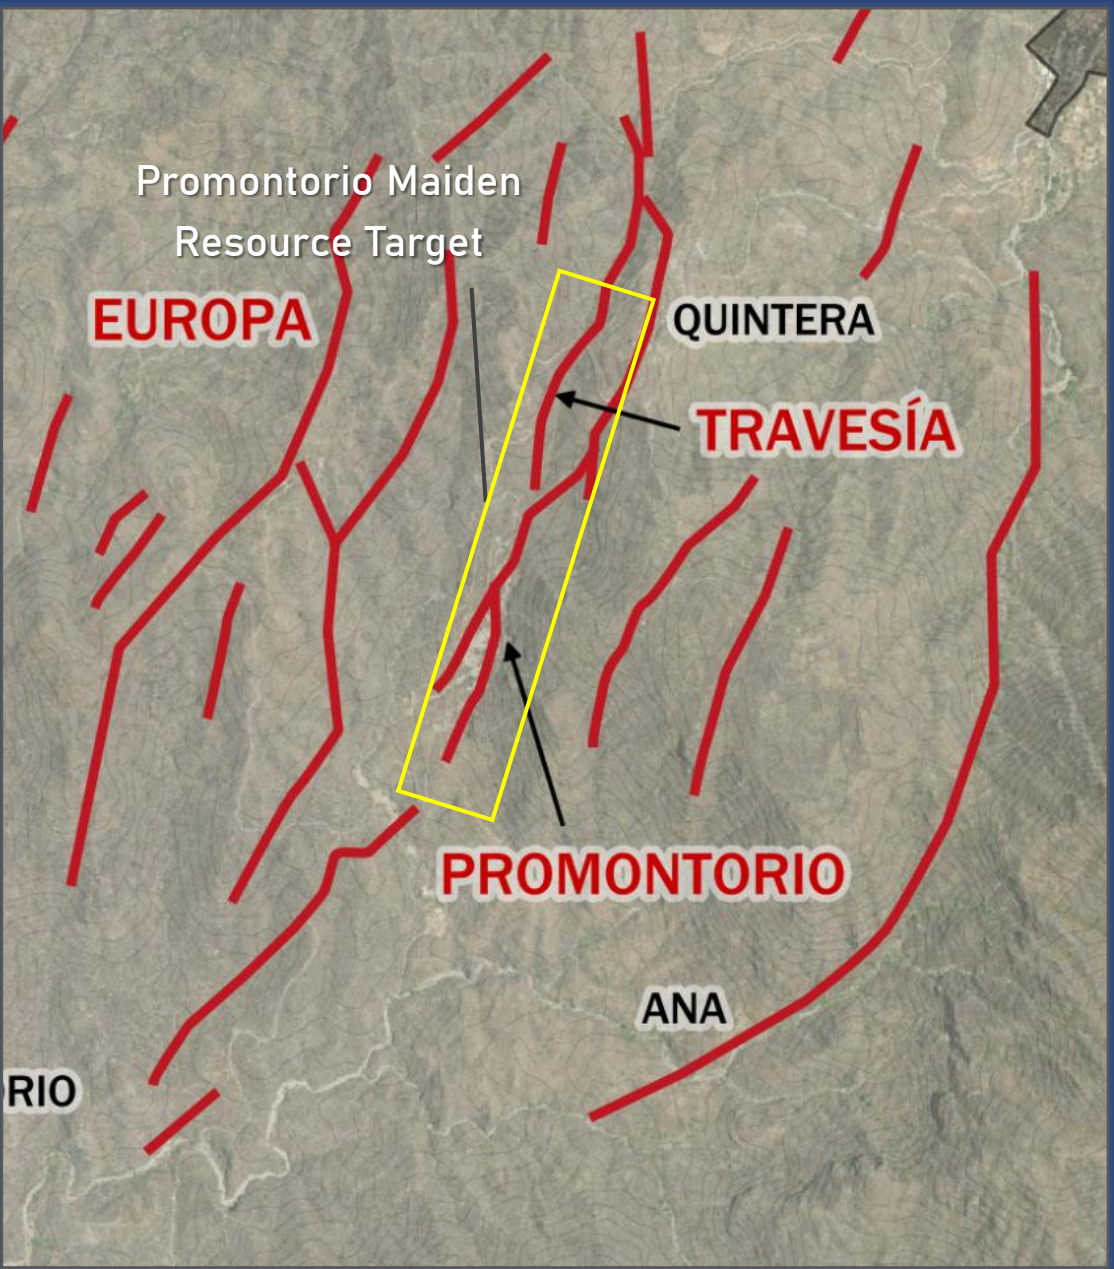 Promontorio Maiden
Resource Target
EUROPA
QUINTERA
TRAVESÍA
PROMONTORIO
ANA
RIO